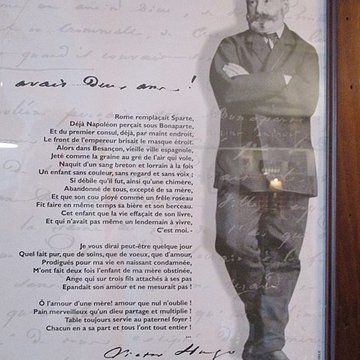 avais Deux ans !
Rome remplaçait Sparte,
Déjà Napoléon perçait sous Bonaparte,
Et du premier consul, déjà, par maint endroit,
Le front de l'empereur brisait le masque étroit.
Alors dans Besançon, vieille ville espagnole,
Jeté comme la graine au gré de l'air qui vole,
Naquit d'un sang breton et lorrain à la fois
Un enfant sans couleur, sans regard et sans voix ;
Si débile qu'il fut, ainsi qu'une chimère,
Abandonné de tous, excepté de sa mère,
Et que son cou ployé comme un frêle roseau
Fit faire en même temps sa bière et son berceau.
Cet enfant que la vie effaçait de son livre,
Et qui n'avait pas même un lendemain à vivre,
C'est moi.-
Je vous dirai peut-être quelque jour
Quel lait pur, que de soins, que de voeux, que d'amour,
Prodigués pour ma vie en naissant condamnée,
M'ont fait deux fois l'enfant de ma mère obstinée,
Ange qui sur trois fils attachés à ses pas
Epandait son amour et ne mesurait pas !
Ô l'amour d'une mère! amour que nul n'oublie !
Pain merveilleux qu'un dieu partage et multiplie !
Table toujours servie au paternel foyer !
Chacun en a sa part et tous l'ont tout entier !
Victor Hugo